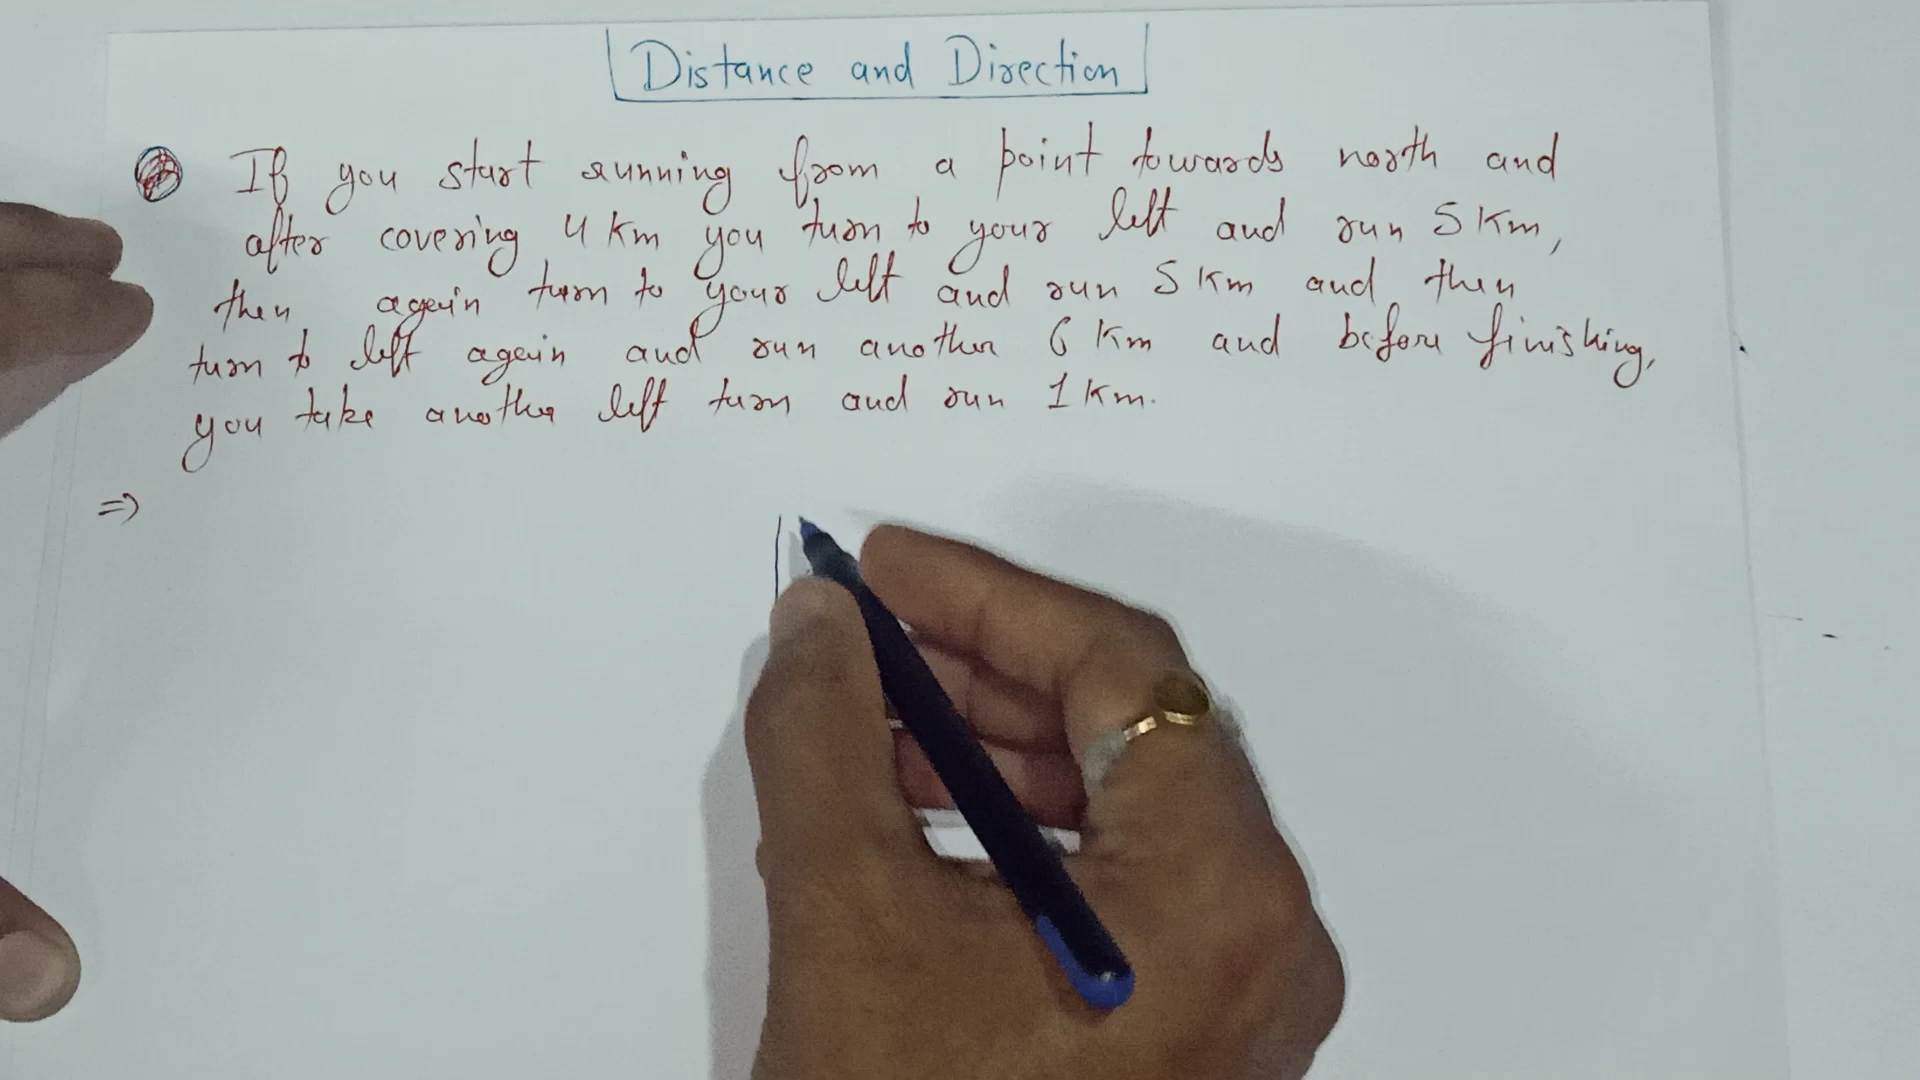 Distance and Direction
If you start running from a point towards north and
after covering 4 Km you turn to your left and run 5 Km,
then again turn to your left and run 5 Km and then
turn to left again and run another 6 Km and before finishing,
you take another left turn and run 1 Km.
⇒